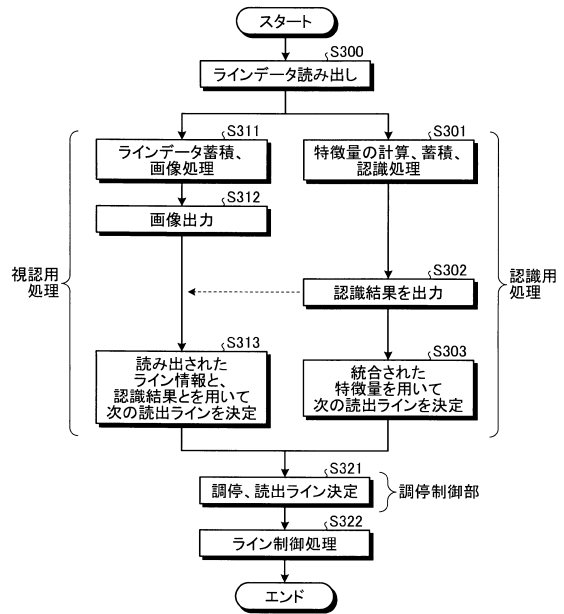 スタート
S300
ラインデータ読み出し
S311
ラインデータ蓄積、
画像処理
S301
特徴量の計算、蓄積、
認識処理
S312
画像出力
視認用
処理
認識用
処理
S302
認識結果を出力
S313
読み出された
ライン情報と、
認識結果とを用いて
次の読出ラインを決定
S303
統合された
特徴量を用いて
次の読出ラインを決定
S321
調停、読出ライン決定
調停制御部
S322
ライン制御処理
エンド